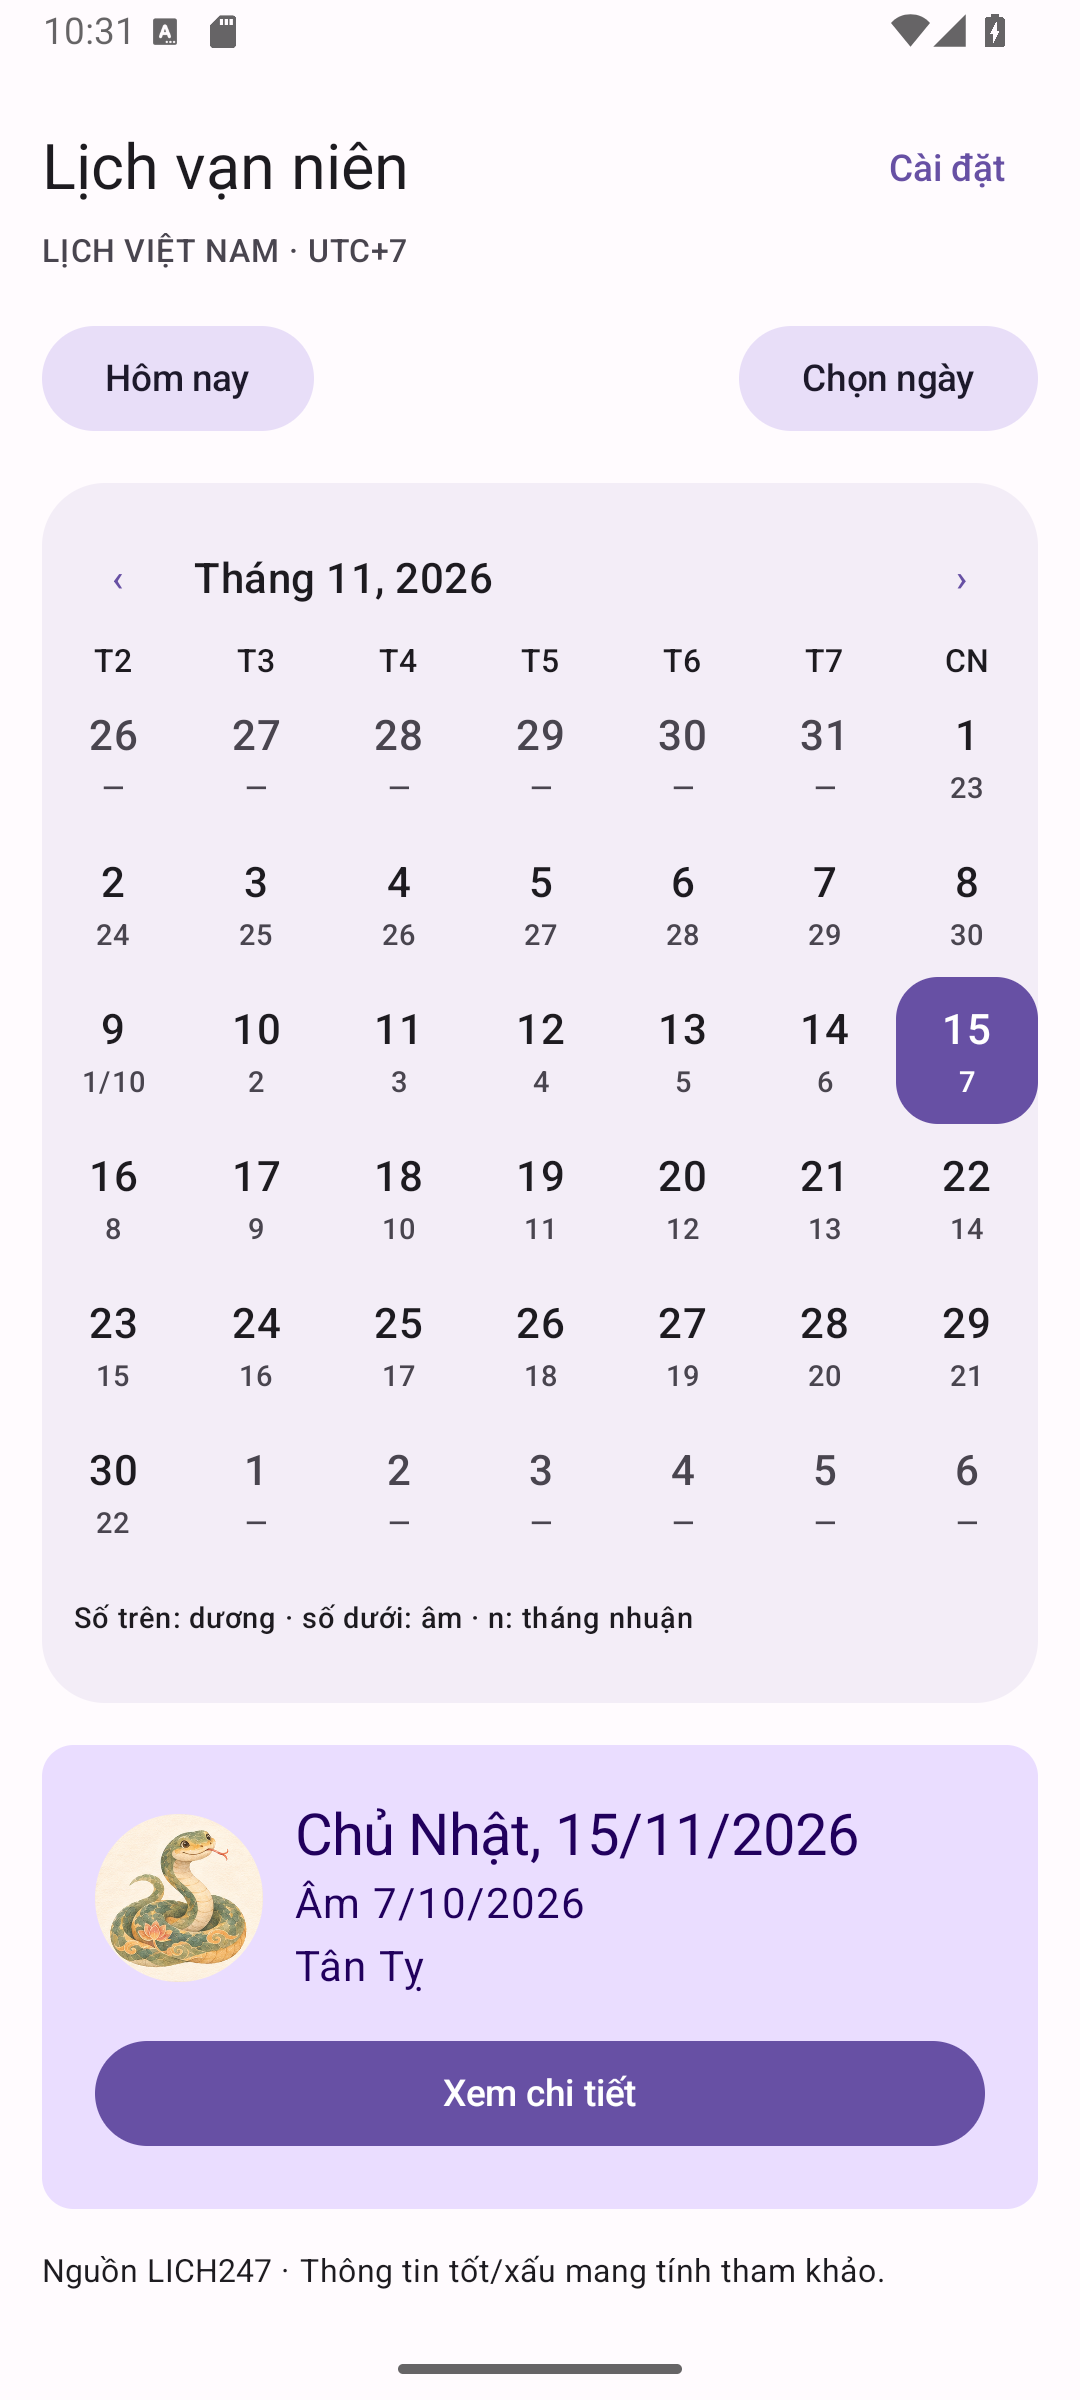 10:31
Lịch vạn niên
Cài đặt
LỊCH VIỆT NAM · UTC+7
Hôm nay
Chọn ngày
‹ Tháng 11, 2026 ›
T2 T3 T4 T5 T6 T7 CN
26 27 28 29 30 31 1
– – – – – – 23
2 3 4 5 6 7 8
24 25 26 27 28 29 30
9 10 11 12 13 14 15
1/10 2 3 4 5 6 7
16 17 18 19 20 21 22
8 9 10 11 12 13 14
23 24 25 26 27 28 29
15 16 17 18 19 20 21
30 1 2 3 4 5 6
22 – – – – – –
Số trên: dương · số dưới: âm · n: tháng nhuận
Chủ Nhật, 15/11/2026
Âm 7/10/2026
Tân Tỵ
Xem chi tiết
Nguồn LICH247 · Thông tin tốt/xấu mang tính tham khảo.